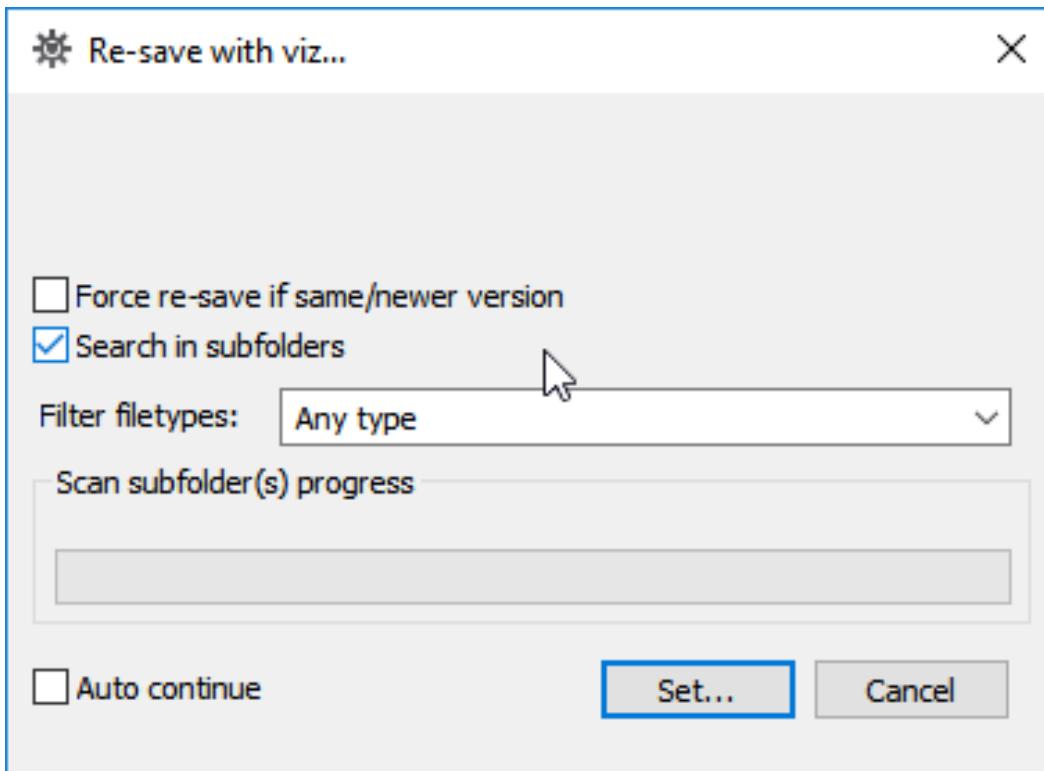 Re-save with viz...
Force re-save if same/newer version
Search in subfolders
Filter filetypes: Any type
Scan subfolder(s) progress
Auto continue Set... Cancel